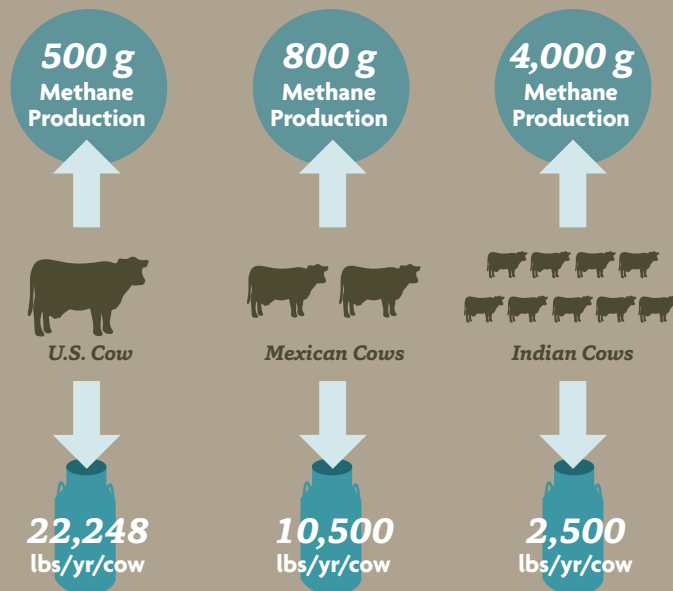 500 g
Methane
Production
800 g
Methane
Production
4,000 g
Methane
Production
U.S. Cow
Mexican Cows
Indian Cows
22,248
lbs/yr/cow
10,500
lbs/yr/cow
2,500
lbs/yr/cow